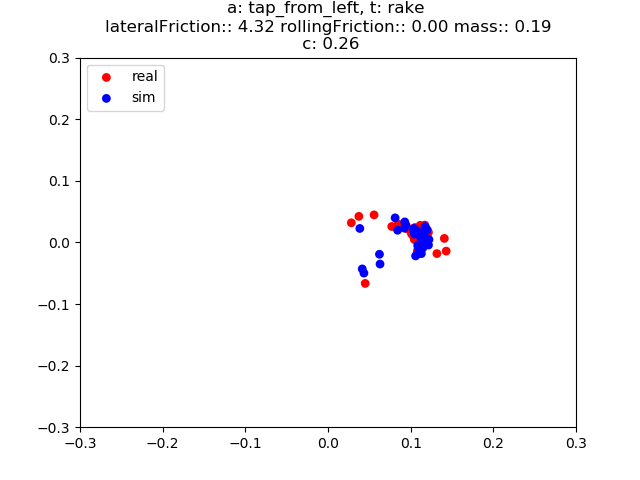 a: tap_from_left, t: rake
lateralFriction:: 4.32 rollingFriction:: 0.00 mass:: 0.19
c: 0.26
real
sim
0.3
0.2
0.1
0.0
−0.1
−0.2
−0.3
−0.3 −0.2 −0.1 0.0 0.1 0.2 0.3